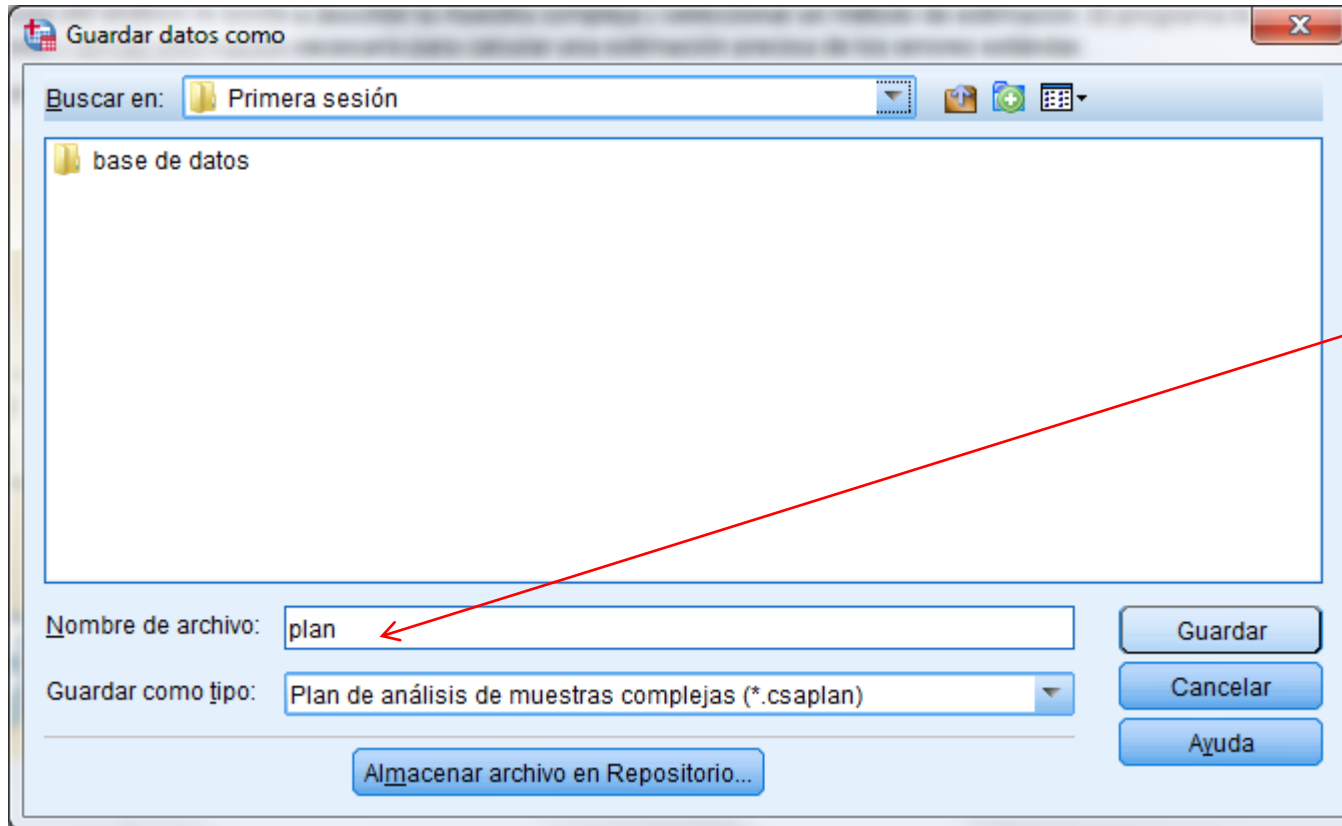 Guardar datos como
Buscar en: Primera sesión
base de datos
Nombre de archivo: plan
Guardar
Guardar como tipo: Plan de análisis de muestras complejas (*.csaplan)
Cancelar
Ayuda
Almacenar archivo en Repositorio...